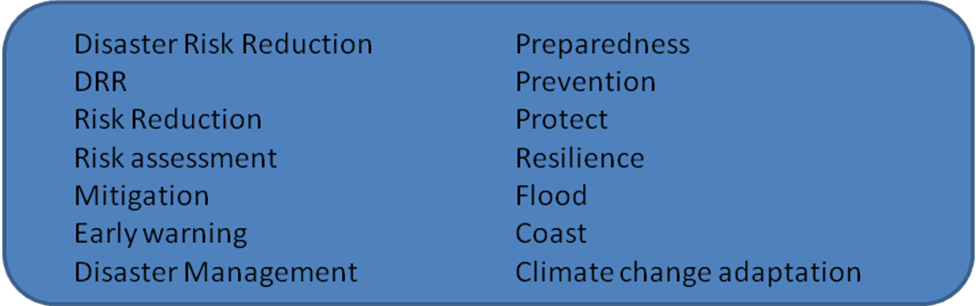 Disaster Risk Reduction
DRR
Risk Reduction
Risk assessment
Mitigation
Early warning
Disaster Management
Preparedness
Prevention
Protect
Resilience
Flood
Coast
Climate change adaptation